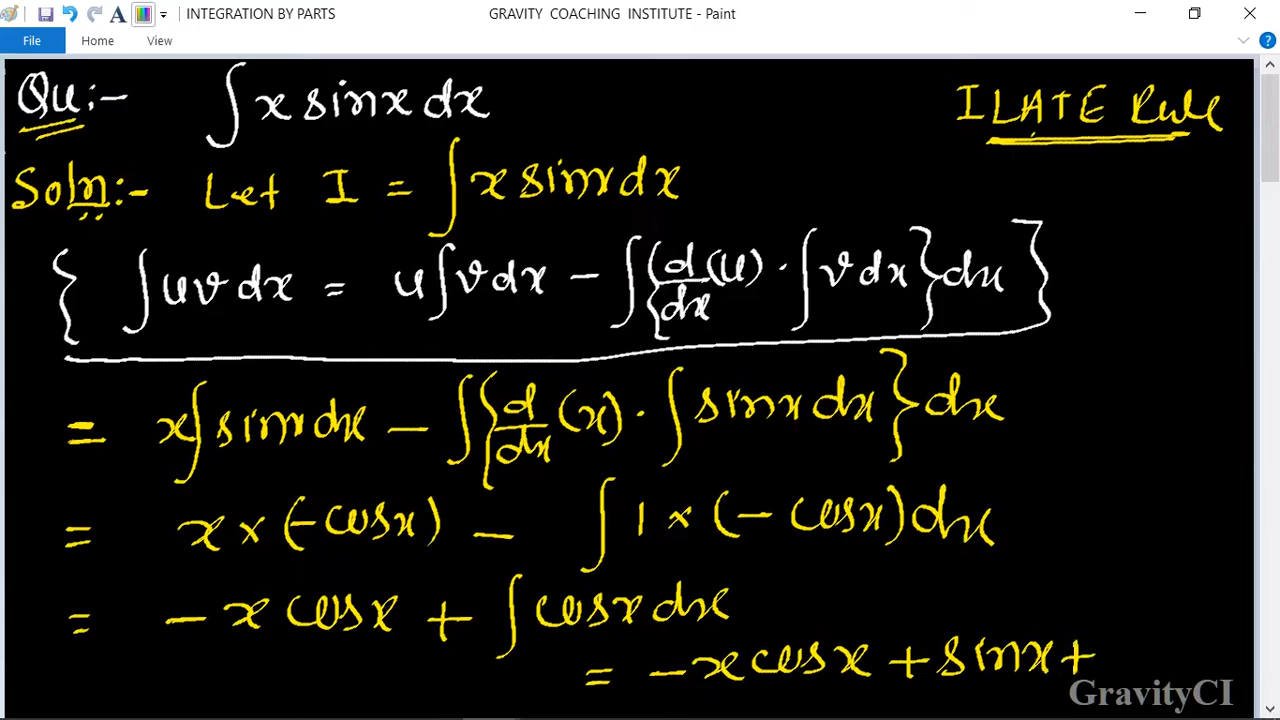 INTEGRATION BY PARTS GRAVITY COACHING INSTITUTE - Paint
File Home View
Qu:- ∫ x sinx dx ILATE Rule
Soln:- Let I = ∫ x sinx dx
{ ∫ uv dx = u ∫ v dx - ∫ { d/dx (u) · ∫ v dx } dx }
= x ∫ sinx dx - ∫ { d/dx (x) · ∫ sinx dx } dx
= x × (-cosx) - ∫ 1 × (-cosx) dx
= - x cosx + ∫ cosx dx
= - x cosx + sinx +
GravityCI